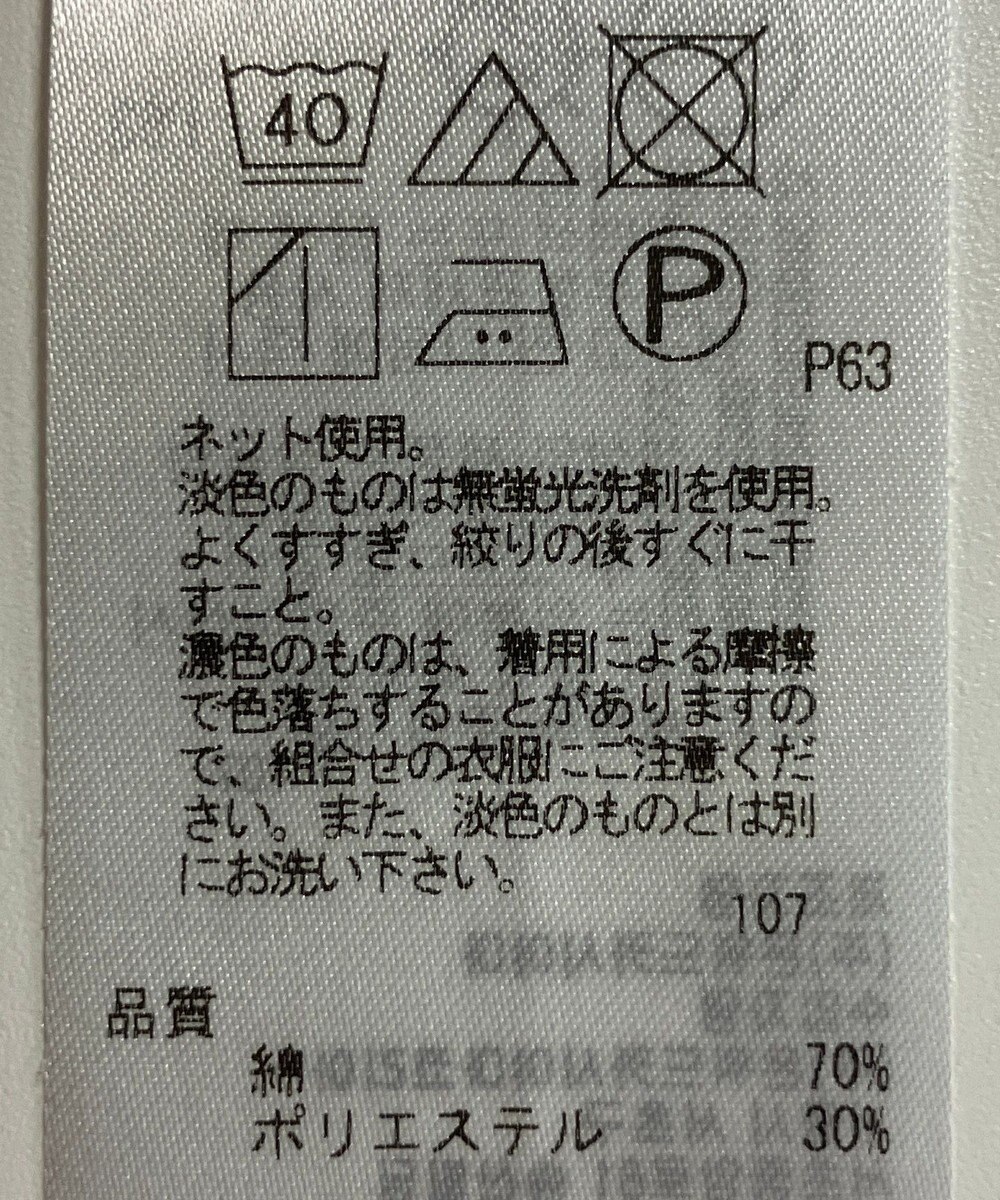 40
P
P63
ネット使用。
淡色のものは無蛍光洗剤を使用。
よくすすぎ、絞りの後すぐに干
すこと。
濃色のものは、着用による摩擦
で色落ちすることがありますの
で、組合せの衣服にご注意くだ
さい。また、淡色のものとは別
にお洗い下さい。
107
品質
綿 70%
ポリエステル 30%